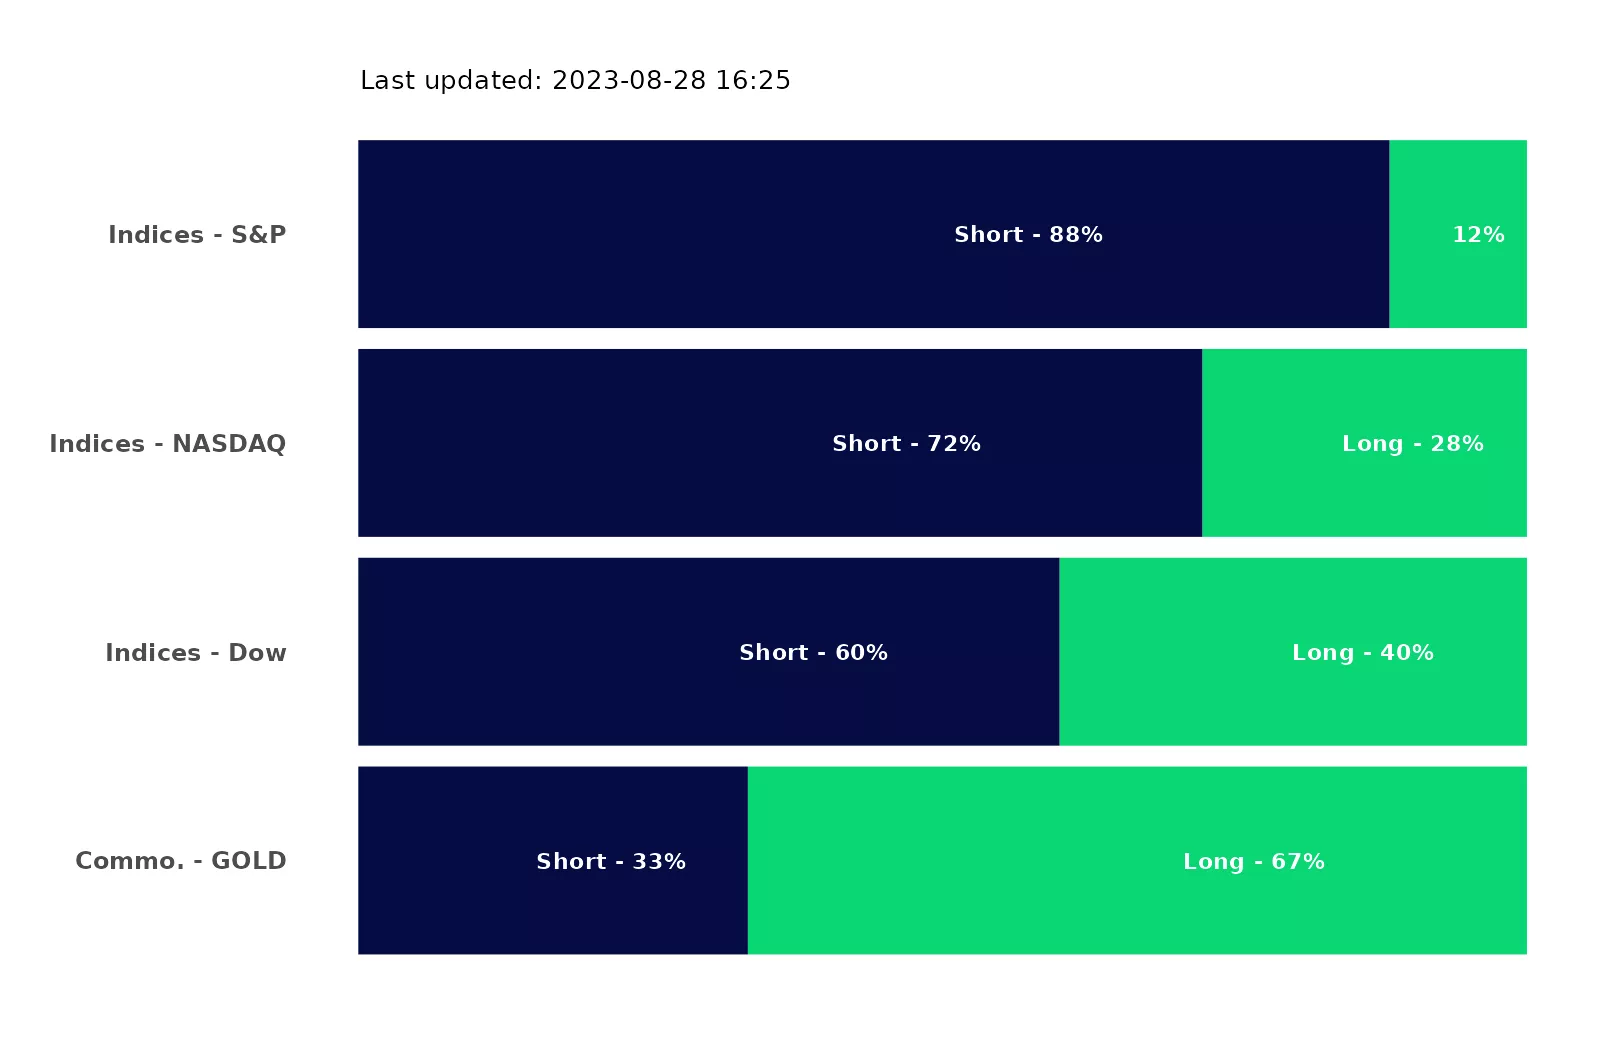 Last updated: 2023-08-28 16:25
Indices - S&P Short - 88% 12%
Indices - NASDAQ Short - 72% Long - 28%
Indices - Dow Short - 60% Long - 40%
Commo. - GOLD Short - 33% Long - 67%